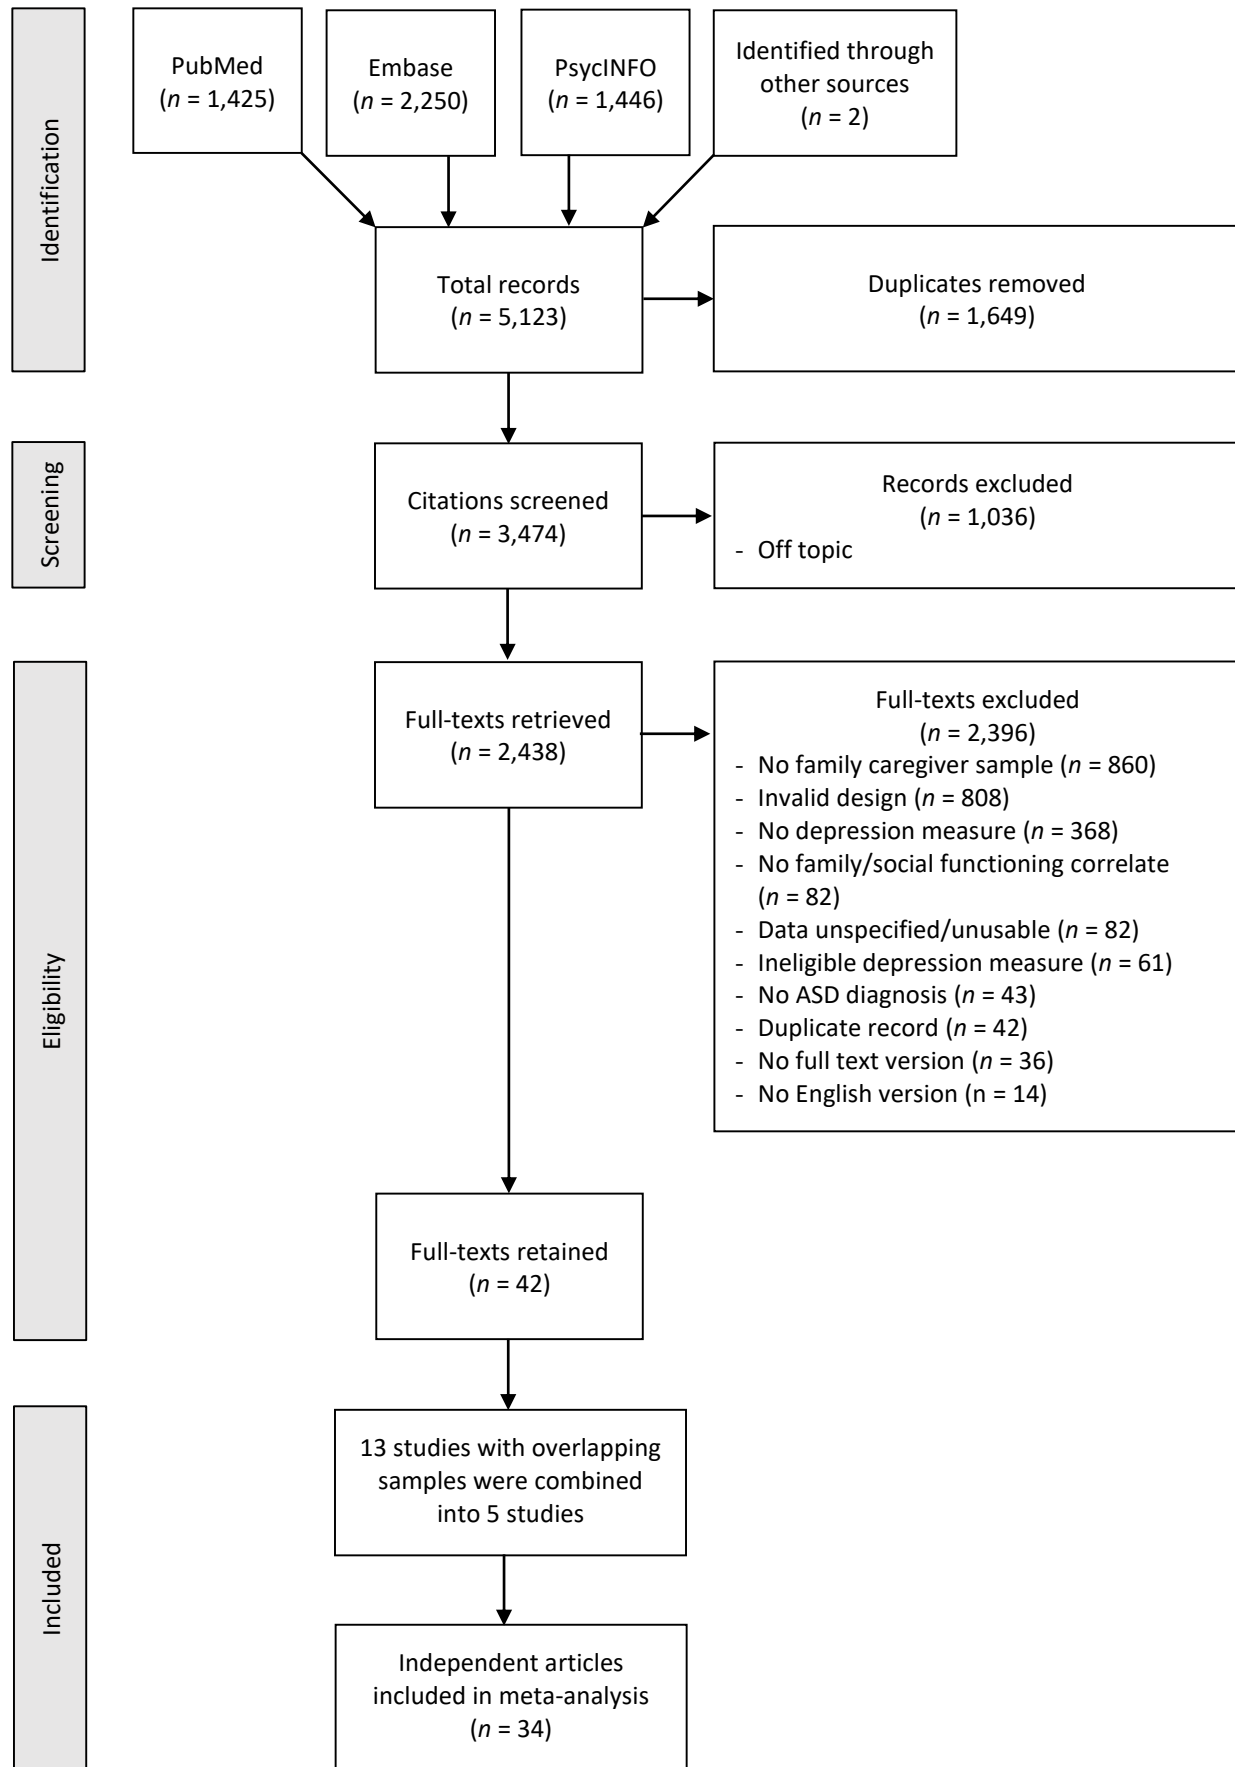 Identification
PubMed
(n = 1,425)
Embase
(n = 2,250)
PsycINFO
(n = 1,446)
Identified through
other sources
(n = 2)
Total records
(n = 5,123)
Duplicates removed
(n = 1,649)
Screening
Citations screened
(n = 3,474)
Records excluded
(n = 1,036)
- Off topic
Eligibility
Full-texts retrieved
(n = 2,438)
Full-texts excluded
(n = 2,396)
- No family caregiver sample (n = 860)
- Invalid design (n = 808)
- No depression measure (n = 368)
- No family/social functioning correlate
(n = 82)
- Data unspecified/unusable (n = 82)
- Ineligible depression measure (n = 61)
- No ASD diagnosis (n = 43)
- Duplicate record (n = 42)
- No full text version (n = 36)
- No English version (n = 14)
Full-texts retained
(n = 42)
Included
13 studies with overlapping
samples were combined
into 5 studies
Independent articles
included in meta-analysis
(n = 34)